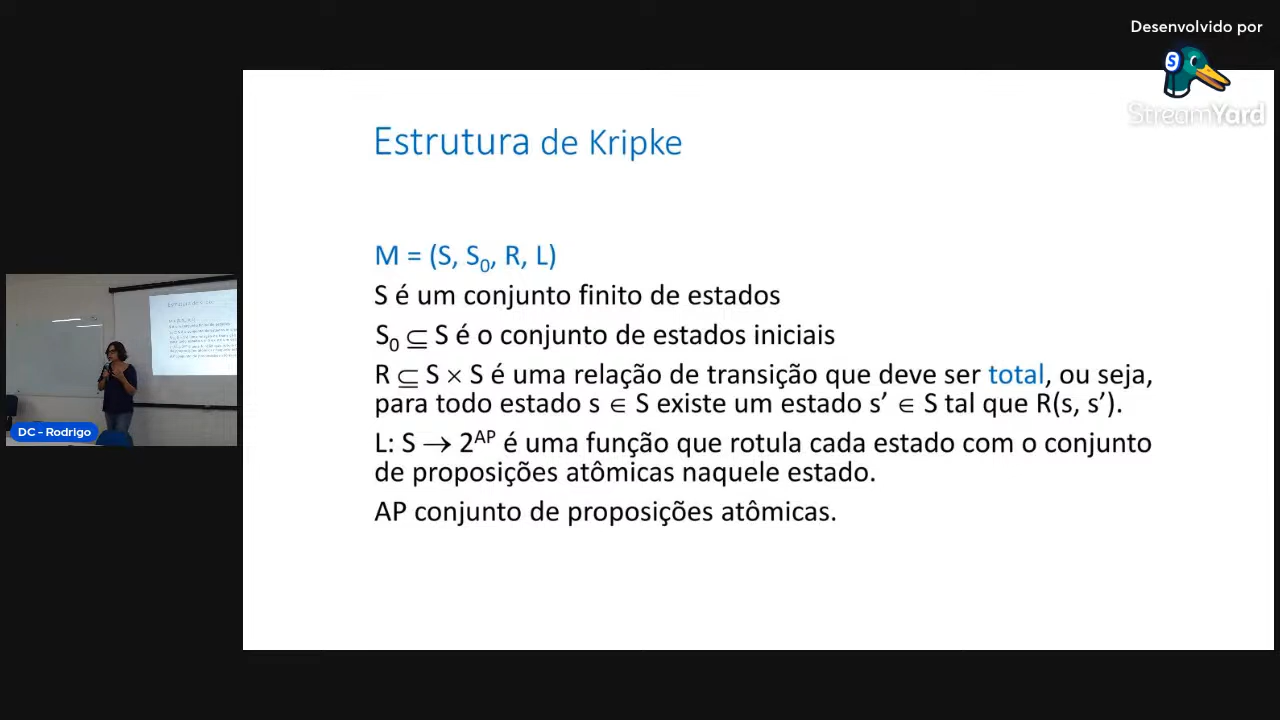 Desenvolvido por
StreamYard
Estrutura de Kripke
M = (S, S₀, R, L)
S é um conjunto finito de estados
S₀ ⊆ S é o conjunto de estados iniciais
R ⊆ S × S é uma relação de transição que deve ser total, ou seja,
para todo estado s ∈ S existe um estado s’ ∈ S tal que R(s, s’).
L: S → 2ᴬᴾ é uma função que rotula cada estado com o conjunto
de proposições atômicas naquele estado.
AP conjunto de proposições atômicas.
DC - Rodrigo